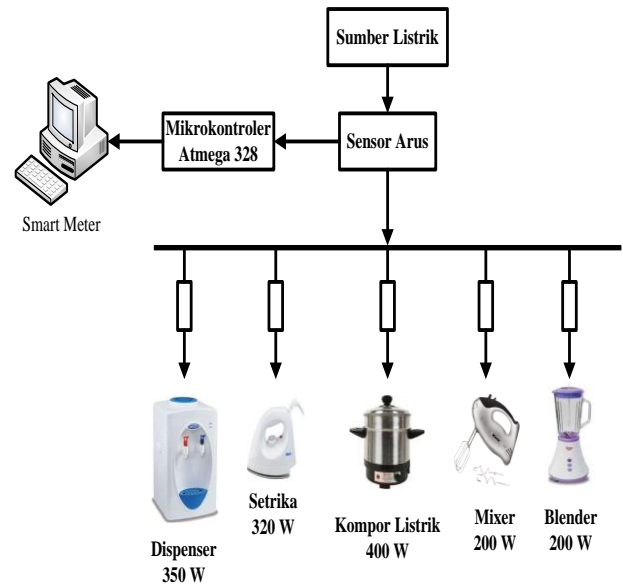 Sumber Listrik
Mikrokontroler
Atmega 328
Sensor Arus
Smart Meter
Dispenser
350 W
Setrika
320 W
Kompor Listrik
400 W
Mixer
200 W
Blender
200 W